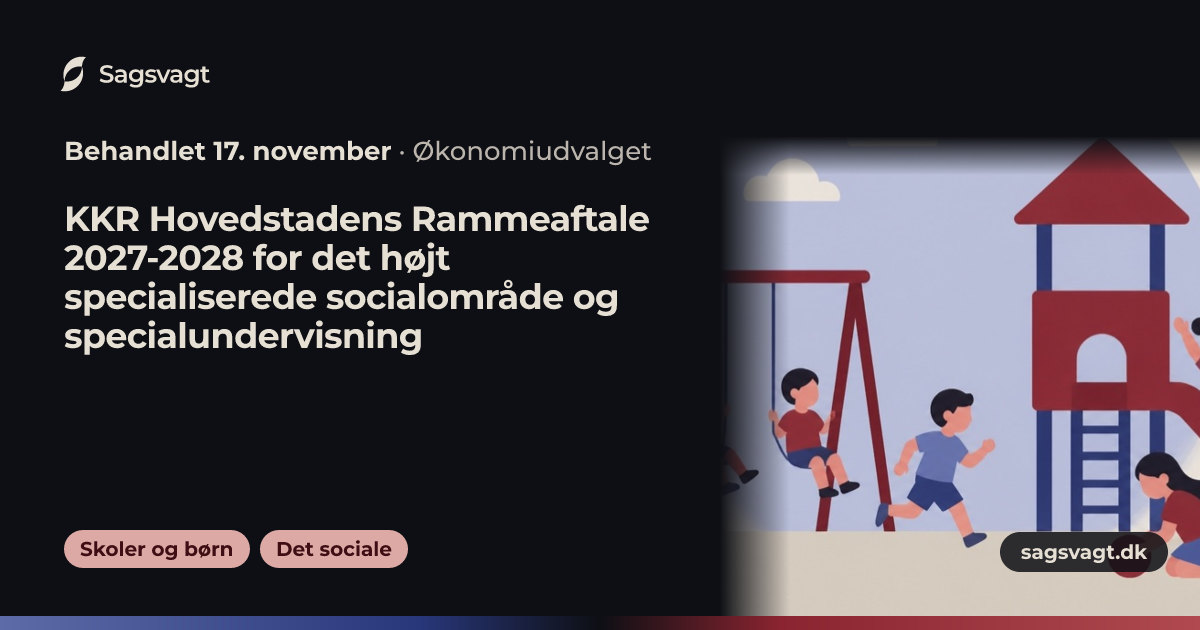 Sagsvagt
Behandlet 17. november · Økonomiudvalget
KKR Hovedstadens Rammeaftale
2027-2028 for det højt
specialiserede socialområde og
specialundervisning
Skoler og børn
Det sociale
sagsvagt.dk